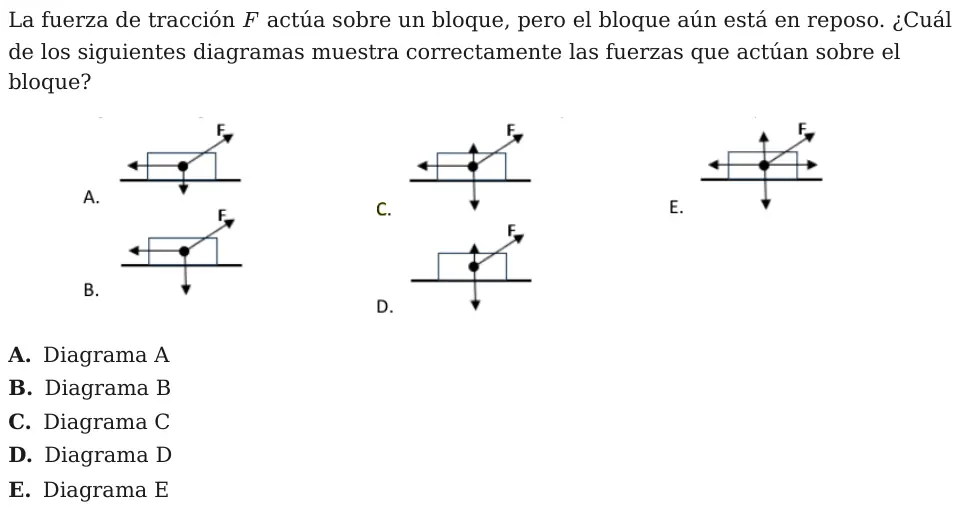 La fuerza de tracción F actúa sobre un bloque, pero el bloque aún está en reposo. ¿Cuál
de los siguientes diagramas muestra correctamente las fuerzas que actúan sobre el
bloque?
F
A.
F
B.
F
C.
F
D.
F
E.
A. Diagrama A
B. Diagrama B
C. Diagrama C
D. Diagrama D
E. Diagrama E